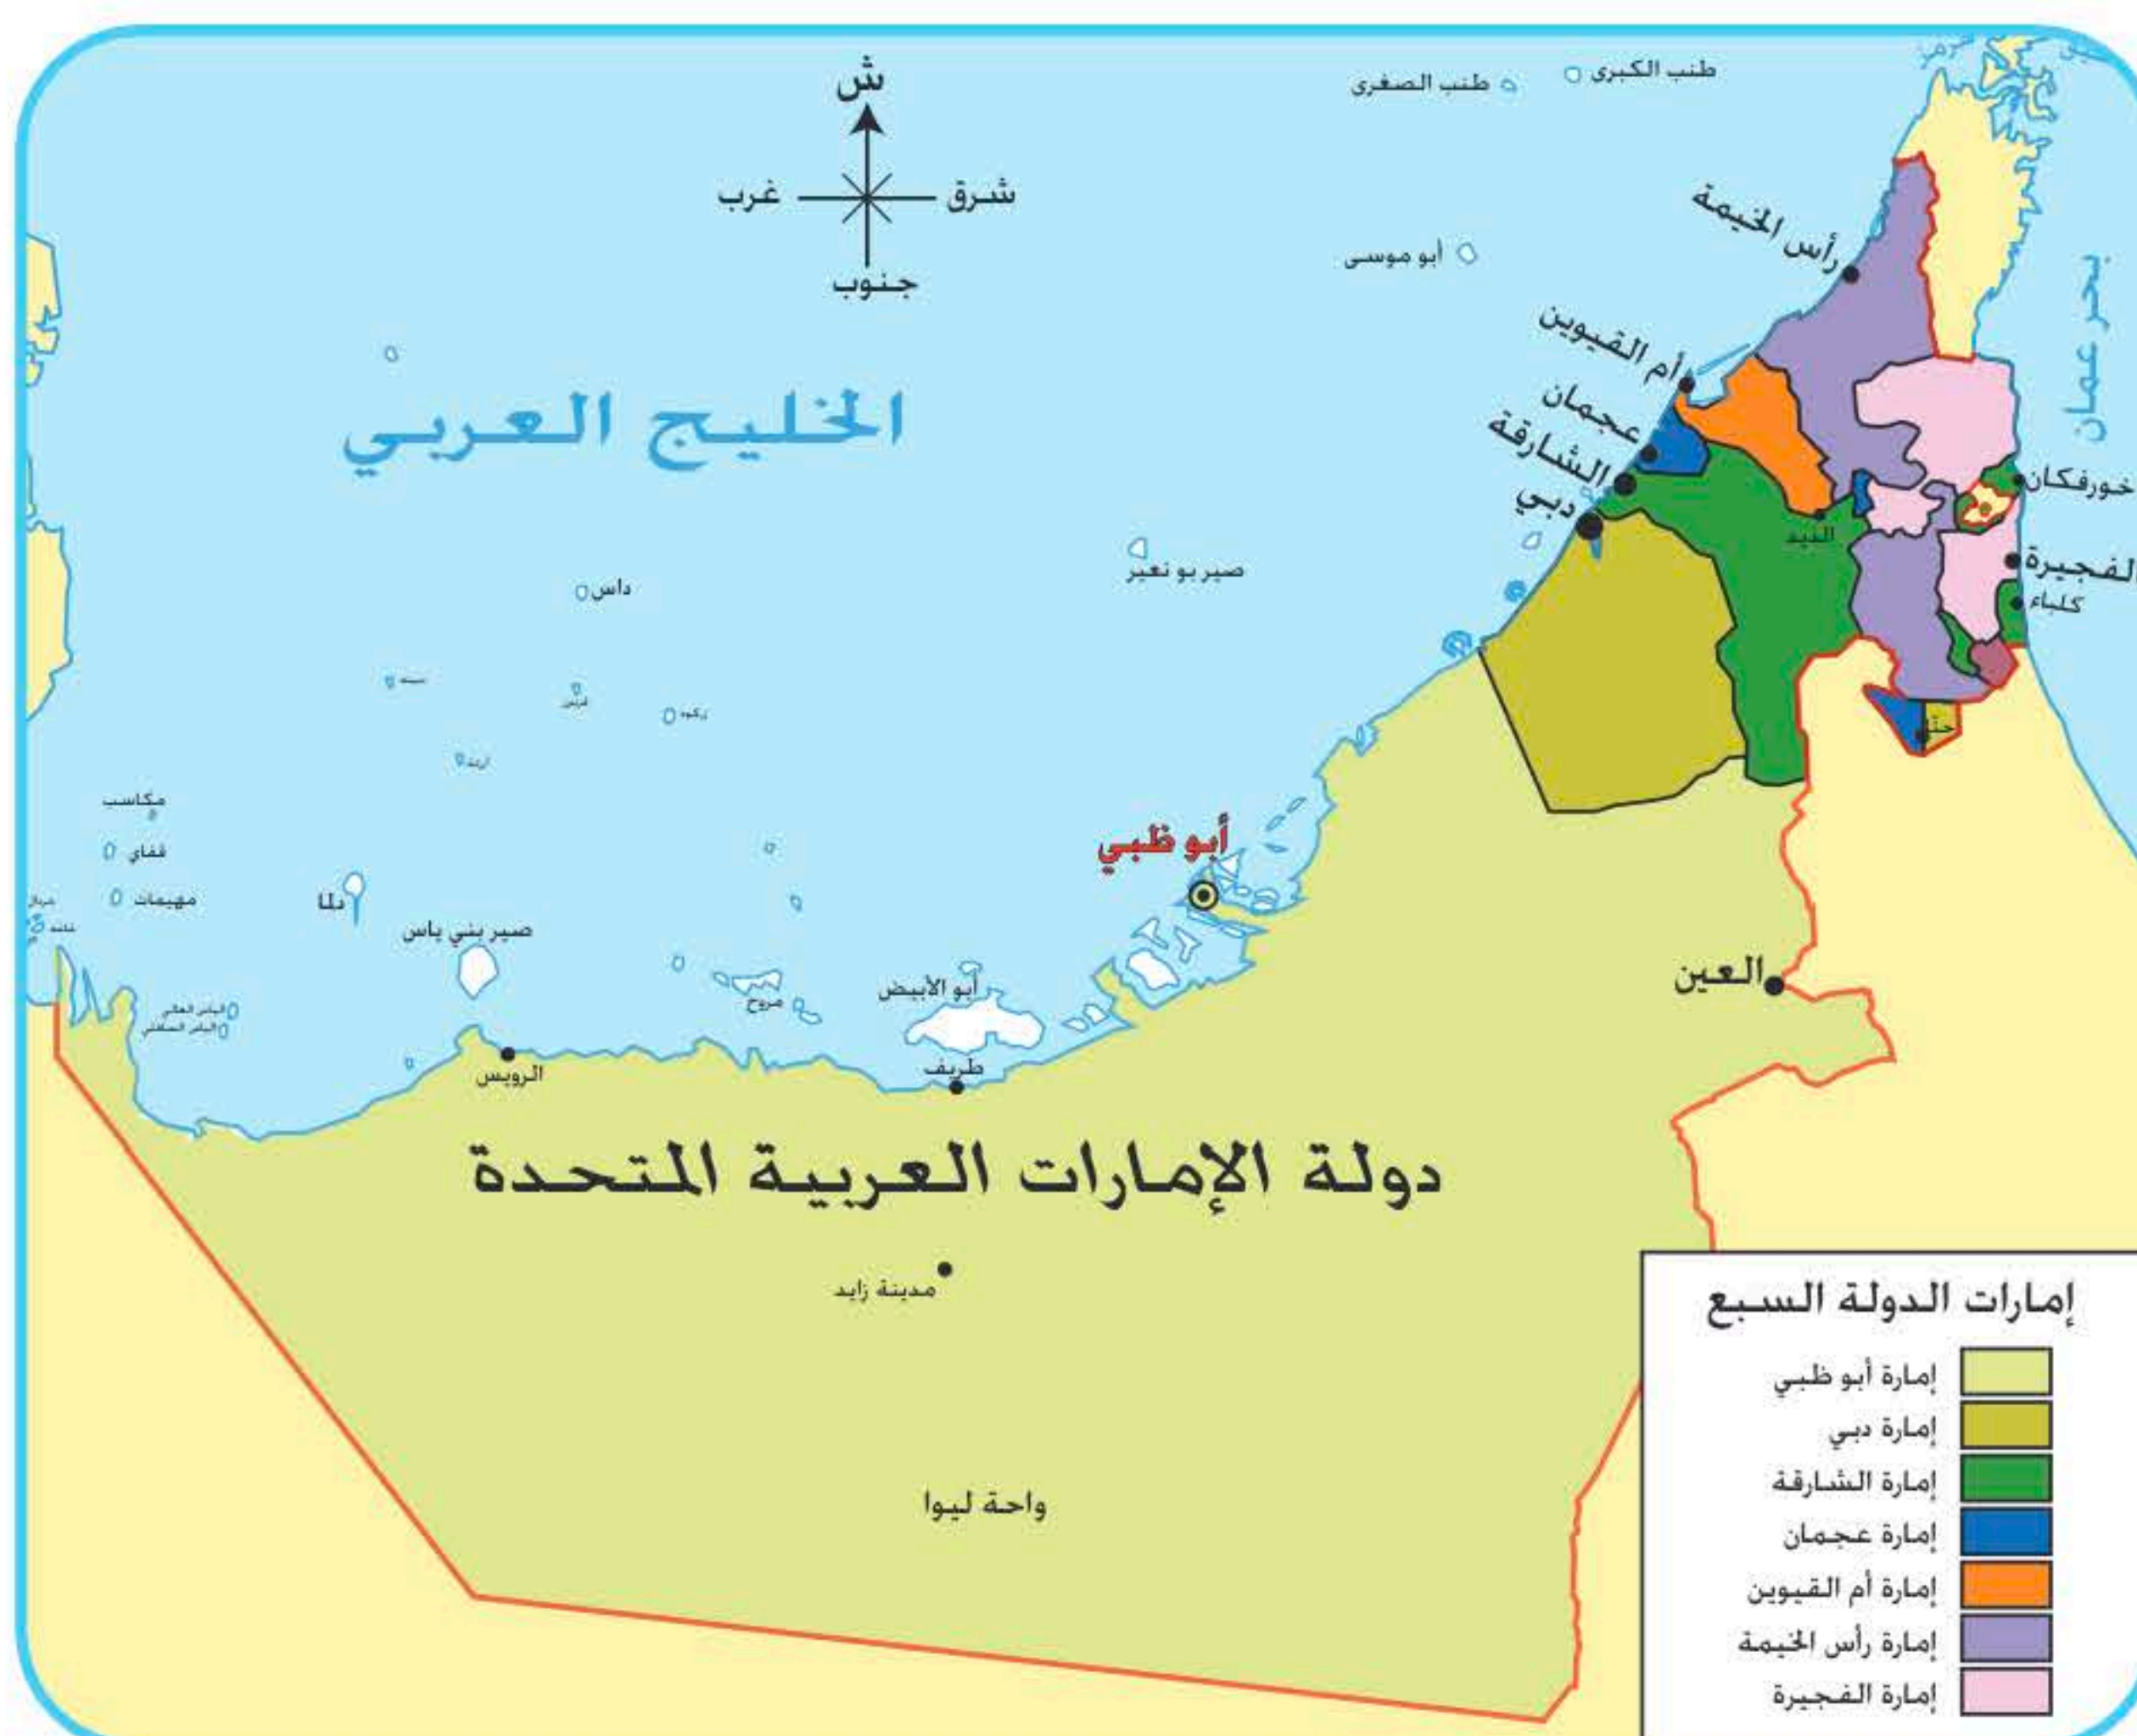 ش
شرق
غرب
جنوب
طنب الكبرى
طنب الصغرى
أبو موسى
رأس الخيمة
أم القيوين
عجمان
الشارقة
دبي
بحر عمان
خورفكان
الفجيرة
كلباء
الذيد
حتا
الخليج العربي
صير بو نعير
داس
زركوه
قرنين
مكاسب
قفاي
مهيمات
دلما
صير بني ياس
أبو ظبي
أبو الأبيض
مروح
الرويس
طريف
العين
دولة الإمارات العربية المتحدة
مدينة زايد
واحة ليوا
إمارات الدولة السبع
إمارة أبو ظبي
إمارة دبي
إمارة الشارقة
إمارة عجمان
إمارة أم القيوين
إمارة رأس الخيمة
إمارة الفجيرة